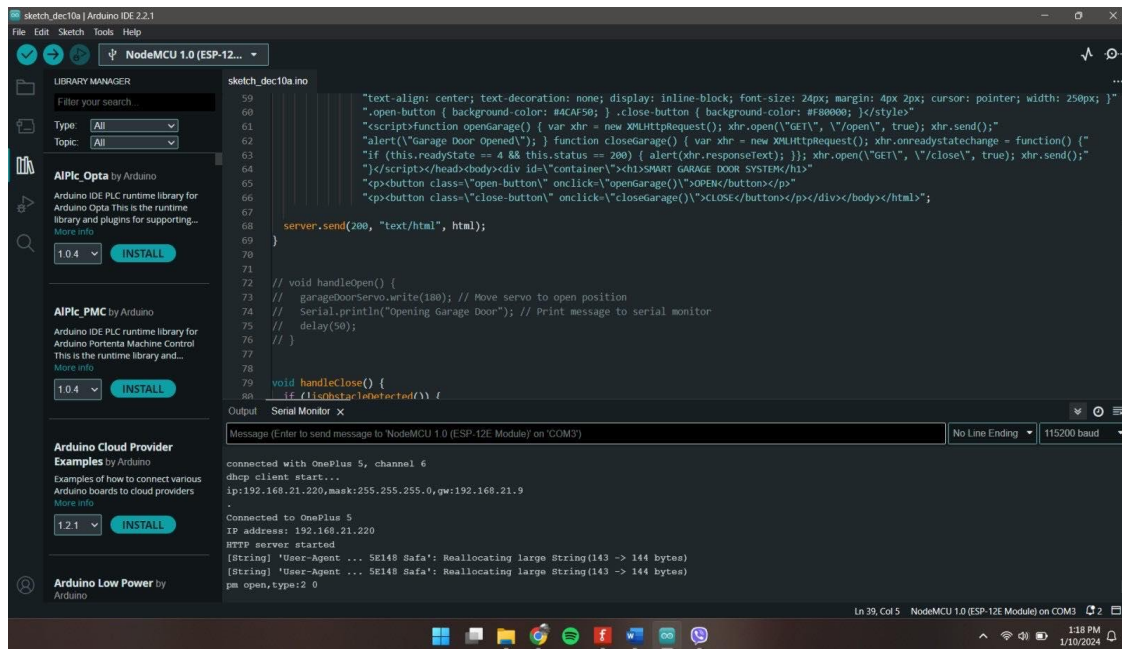 sketch_dec10a | Arduino IDE 2.2.1
File Edit Sketch Tools Help
NodeMCU 1.0 (ESP-12...
LIBRARY MANAGER
Filter your search...
Type: All
Topic: All
AIPlc_Opta by Arduino
Arduino IDE PLC runtime library for
Arduino Opta This is the runtime
library and plugins for supporting...
More info
1.0.4 INSTALL
AIPlc_PMC by Arduino
Arduino IDE PLC runtime library for
Arduino Portenta Machine Control
This is the runtime library and...
More info
1.0.4 INSTALL
Arduino Cloud Provider
Examples by Arduino
Examples of how to connect various
Arduino boards to cloud providers
More info
1.2.1 INSTALL
Arduino Low Power by
Arduino
sketch_dec10a.ino
59 "text-align: center; text-decoration: none; display: inline-block; font-size: 24px; margin: 4px 2px; cursor: pointer; width: 250px; }"
60 ".open-button { background-color: #4CAF50; } .close-button { background-color: #F80000; }</style>"
61 "<script>function openGarage() { var xhr = new XMLHttpRequest(); xhr.open(\"GET\", \"/open\", true); xhr.send();"
62 "alert(\"Garage Door Opened\"); } function closeGarage() { var xhr = new XMLHttpRequest(); xhr.onreadystatechange = function() {"
63 "if (this.readyState == 4 && this.status == 200) { alert(xhr.responseText); }}; xhr.open(\"GET\", \"/close\", true); xhr.send();"
64 "}</script></head><body><div id=\"container\"><h1>SMART GARAGE DOOR SYSTEM</h1>"
65 "<p><button class=\"open-button\" onclick=\"openGarage()\">OPEN</button></p>"
66 "<p><button class=\"close-button\" onclick=\"closeGarage()\">CLOSE</button></p></div></body></html>";
67
68 server.send(200, "text/html", html);
69 }
70
71
72 // void handleOpen() {
73 // garageDoorServo.write(180); // Move servo to open position
74 // Serial.println("Opening Garage Door"); // Print message to serial monitor
75 // delay(50);
76 // }
77
78
79 void handleClose() {
80 if (!isObstacleDetected()) {
Output Serial Monitor x
Message (Enter to send message to 'NodeMCU 1.0 (ESP-12E Module)' on 'COM3')
No Line Ending 115200 baud
connected with OnePlus 5, channel 6
dhcp client start...
ip:192.168.21.220,mask:255.255.255.0,gw:192.168.21.9
.
Connected to OnePlus 5
IP address: 192.168.21.220
HTTP server started
[String] 'User-Agent ... 5E148 Safa': Reallocating large String(143 -> 144 bytes)
[String] 'User-Agent ... 5E148 Safa': Reallocating large String(143 -> 144 bytes)
pm open,type:2 0
Ln 39, Col 5 NodeMCU 1.0 (ESP-12E Module) on COM3 2
1:18 PM
1/10/2024